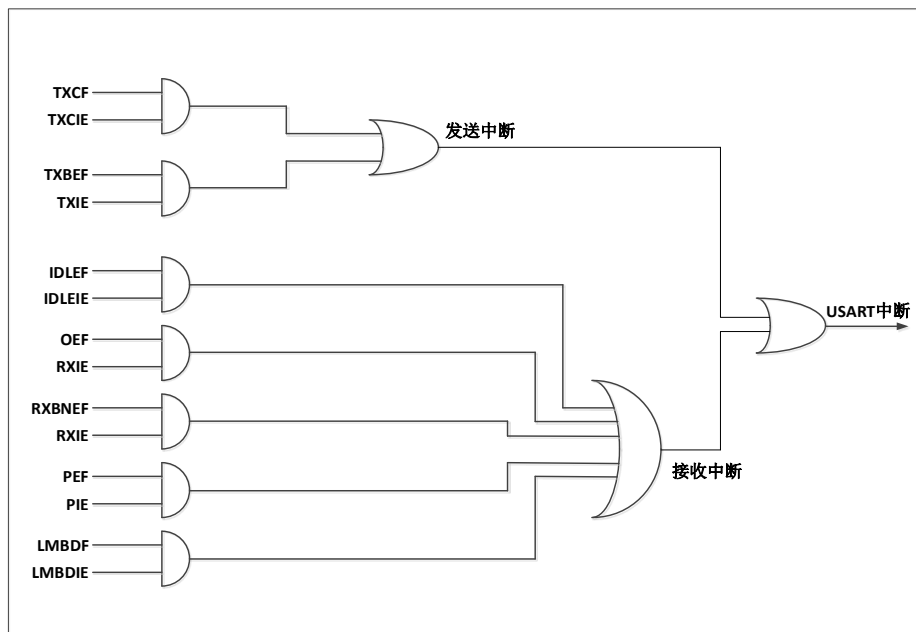 TXCF
TXCIE
发送中断
TXBEF
TXIE
IDLEF
IDLEIE
USART中断
OEF
RXIE
RXBNEF
RXIE
PEF
接收中断
PIE
LMBDF
LMBDIE